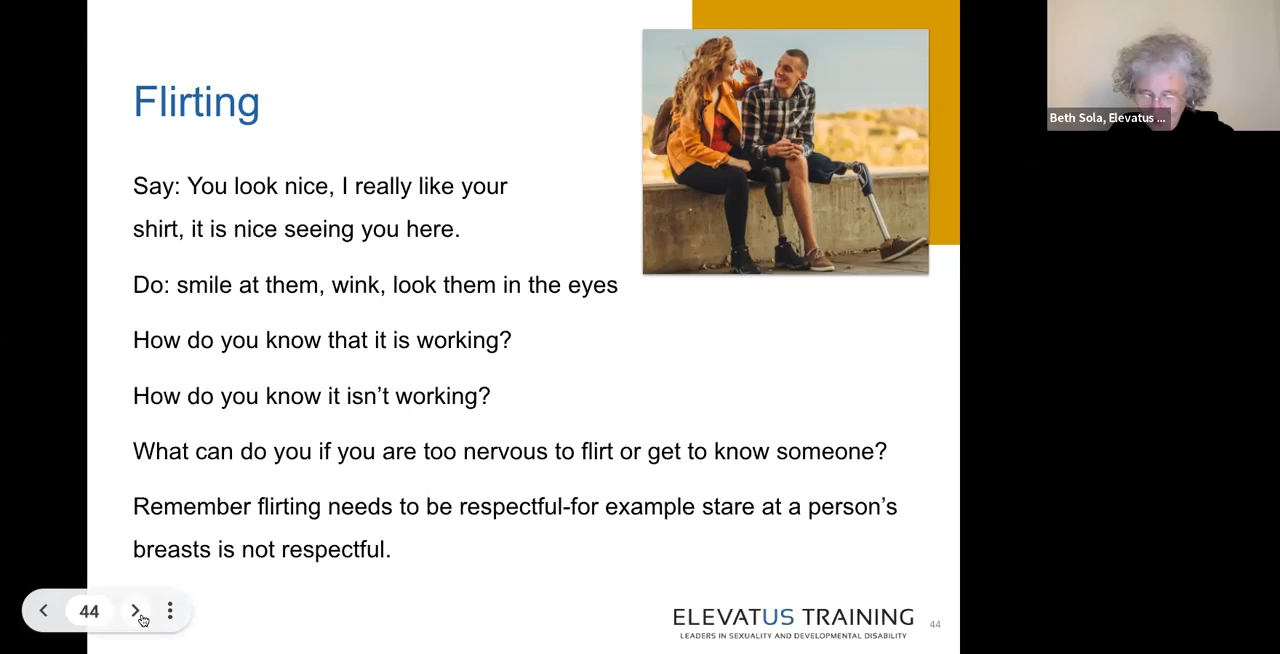 Flirting
Say: You look nice, I really like your
shirt, it is nice seeing you here.
Do: smile at them, wink, look them in the eyes
How do you know that it is working?
How do you know it isn’t working?
What can do you if you are too nervous to flirt or get to know someone?
Remember flirting needs to be respectful-for example stare at a person’s
breasts is not respectful.
44
ELEVATUS TRAINING
LEADERS IN SEXUALITY AND DEVELOPMENTAL DISABILITY
44
Beth Sola, Elevatus ...